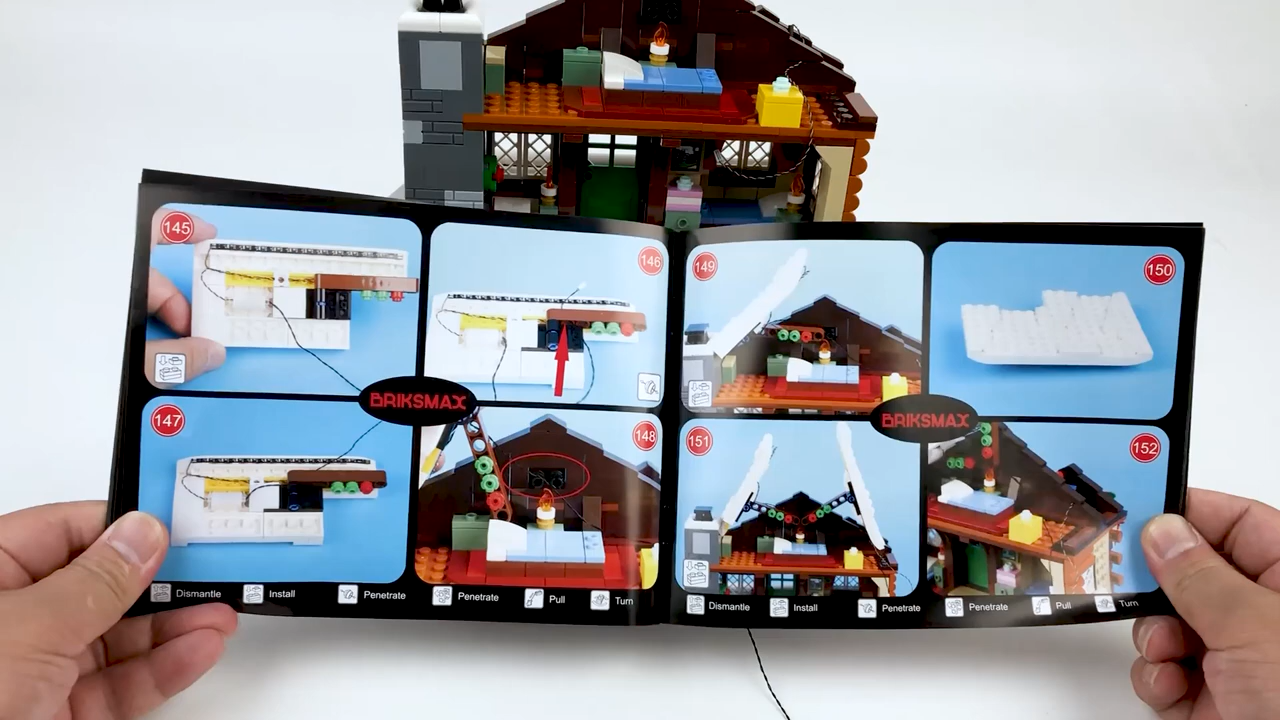 145
146
BRIKSMAX
147
148
Dismantle
Install
Penetrate
Penetrate
Pull
Turn
149
150
BRIKSMAX
151
152
Dismantle
Install
Penetrate
Penetrate
Pull
Turn